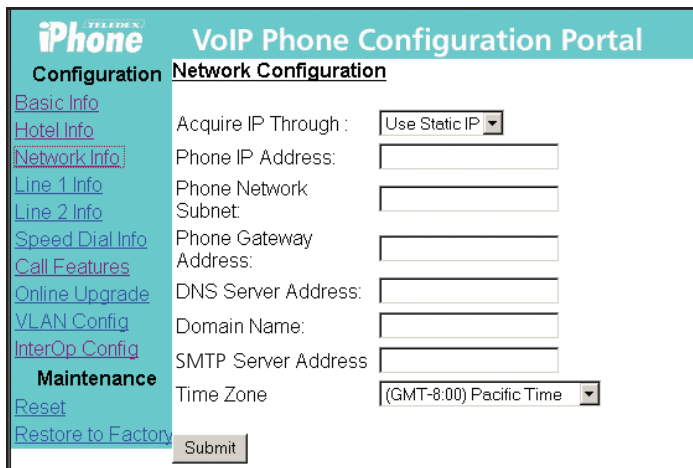 TELEDEX
iPhone
VoIP Phone Configuration Portal
Configuration
Basic Info
Hotel Info
Network Info
Line 1 Info
Line 2 Info
Speed Dial Info
Call Features
Online Upgrade
VLAN Config
InterOp Config
Maintenance
Reset
Restore to Factory
Network Configuration
Acquire IP Through : Use Static IP
Phone IP Address:
Phone Network
Subnet:
Phone Gateway
Address:
DNS Server Address:
Domain Name:
SMTP Server Address
Time Zone (GMT-8:00) Pacific Time
Submit